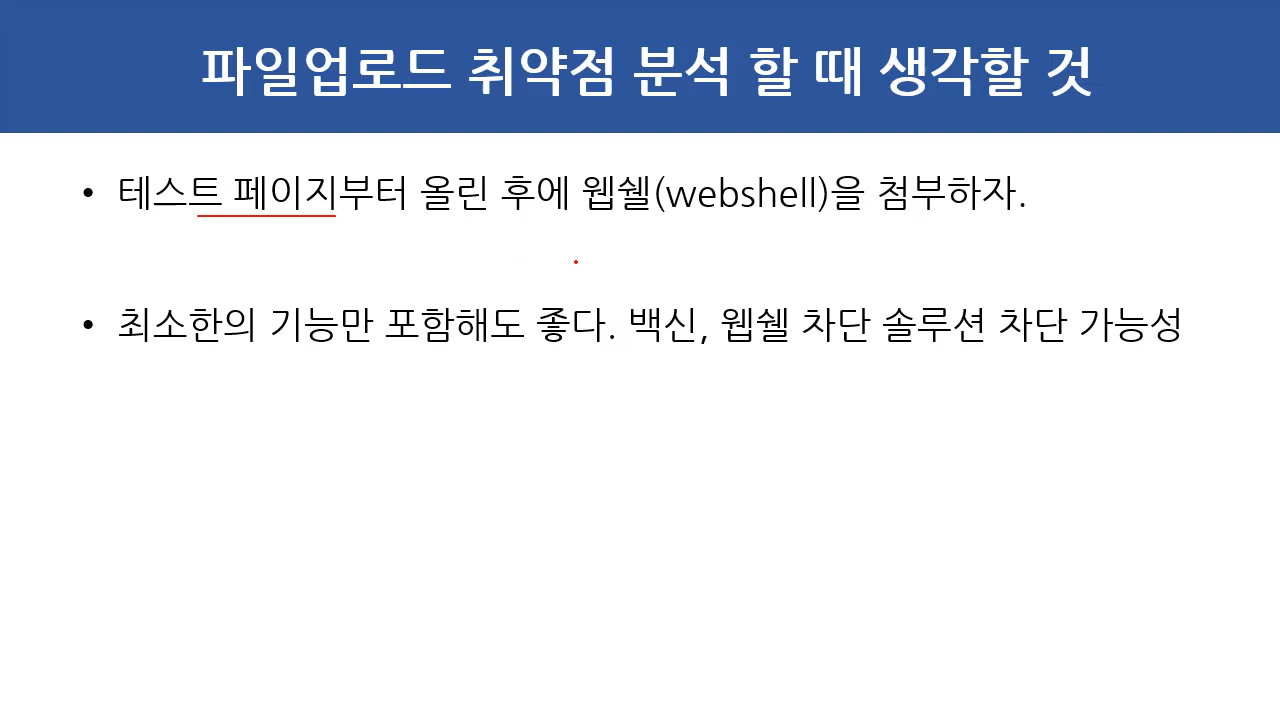 파일업로드 취약점 분석 할 때 생각할 것
• 테스트 페이지부터 올린 후에 웹쉘(webshell)을 첨부하자.
• 최소한의 기능만 포함해도 좋다. 백신, 웹쉘 차단 솔루션 차단 가능성